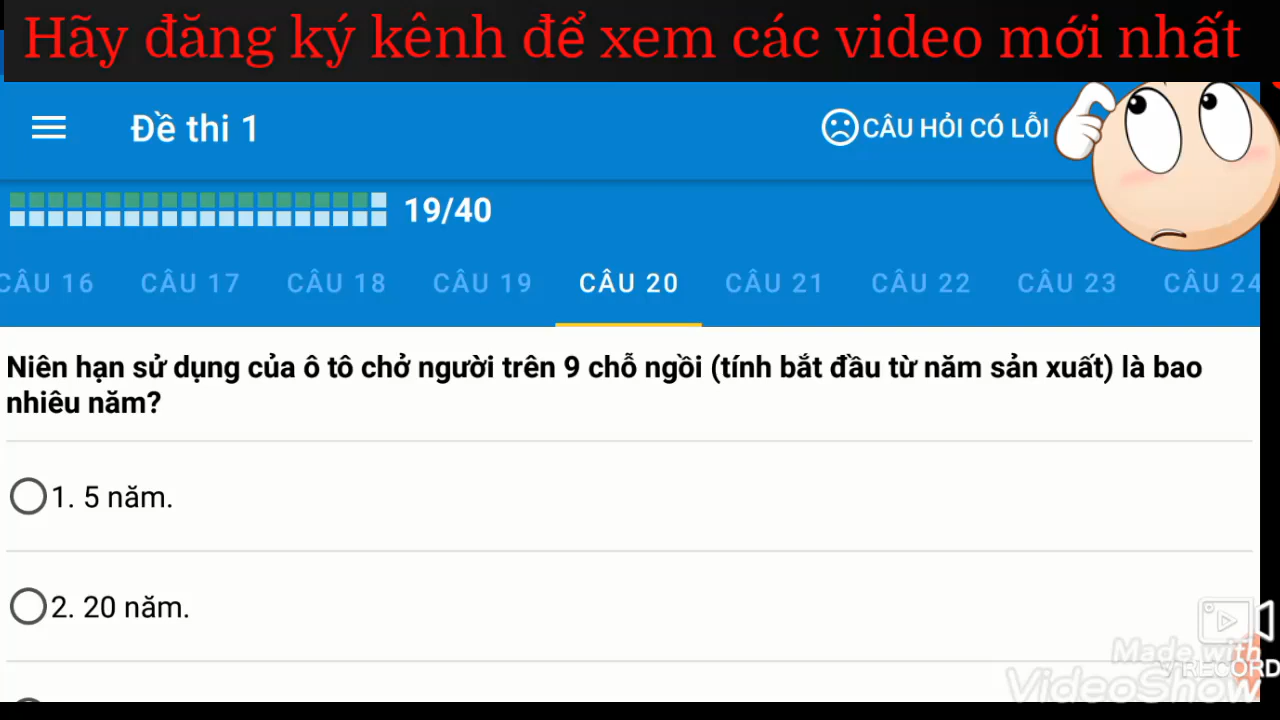 Hãy đăng ký kênh để xem các video mới nhất
Đề thi 1
CÂU HỎI CÓ LỖI
19/40
CÂU 16
CÂU 17
CÂU 18
CÂU 19
CÂU 20
CÂU 21
CÂU 22
CÂU 23
CÂU 24
Niên hạn sử dụng của ô tô chở người trên 9 chỗ ngồi (tính bắt đầu từ năm sản xuất) là bao
nhiêu năm?
1. 5 năm.
2. 20 năm.
Made with
RECORD
VideoShow